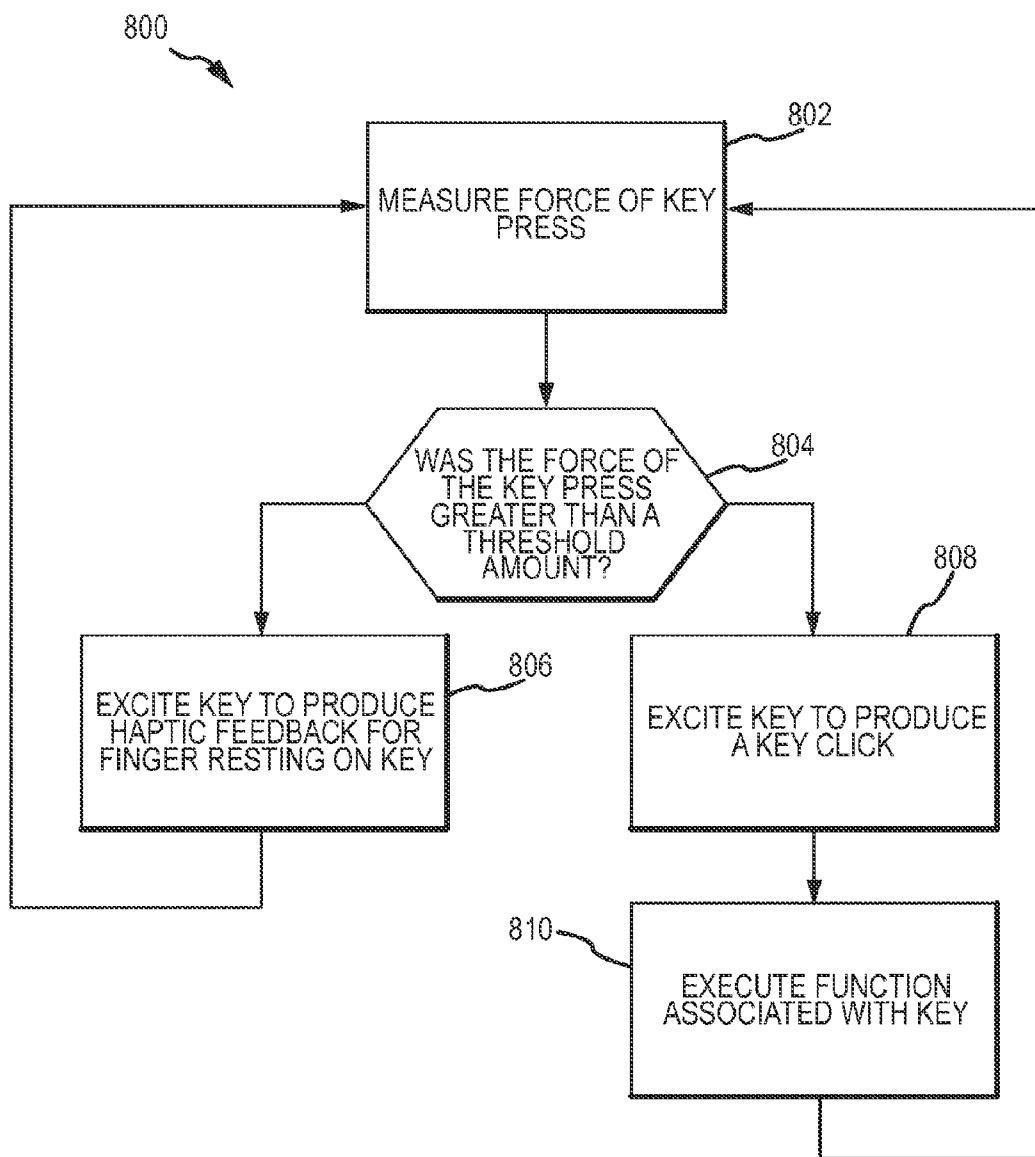 800
802
MEASURE FORCE OF KEY
PRESS
804
WAS THE FORCE OF
THE KEY PRESS
GREATER THAN A
THRESHOLD
AMOUNT?
806
EXCITE KEY TO PRODUCE
HAPTIC FEEDBACK FOR
FINGER RESTING ON KEY
808
EXCITE KEY TO PRODUCE
A KEY CLICK
810
EXECUTE FUNCTION
ASSOCIATED WITH KEY